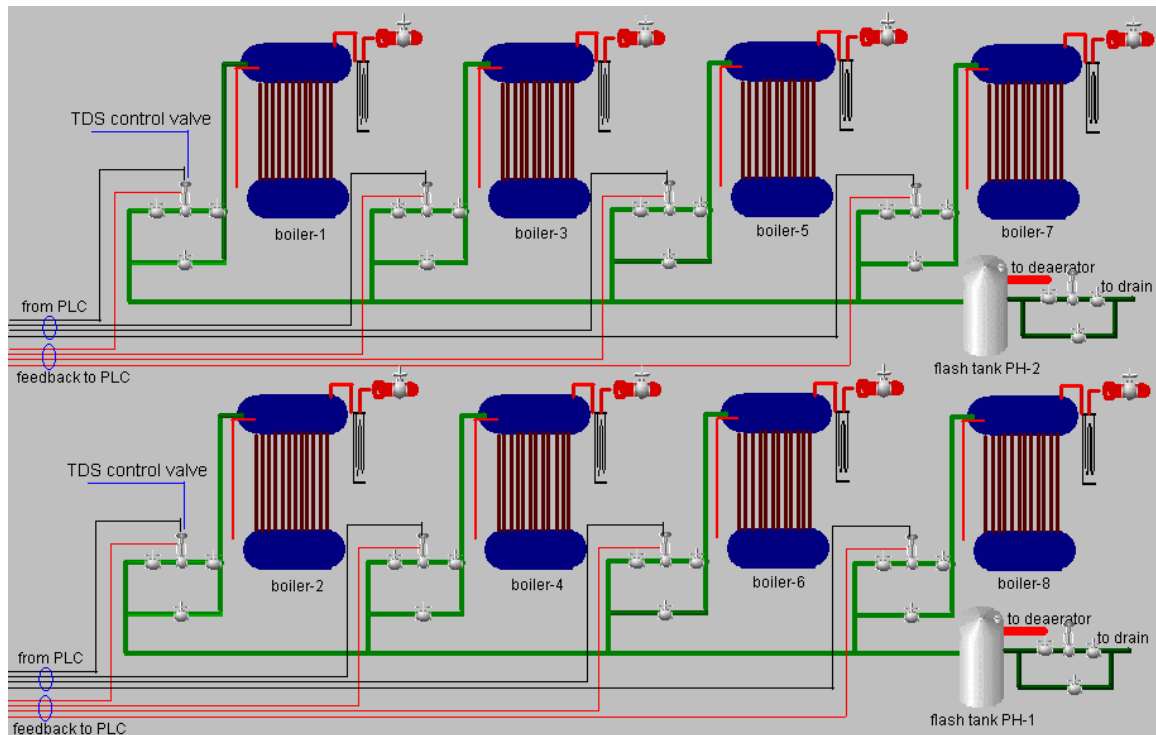 TDS control valve
boiler-1
boiler-3
boiler-5
boiler-7
to deaerator
to drain
from PLC
feedback to PLC
flash tank PH-2
TDS control valve
boiler-2
boiler-4
boiler-6
boiler-8
to deaerator
to drain
from PLC
feedback to PLC
flash tank PH-1